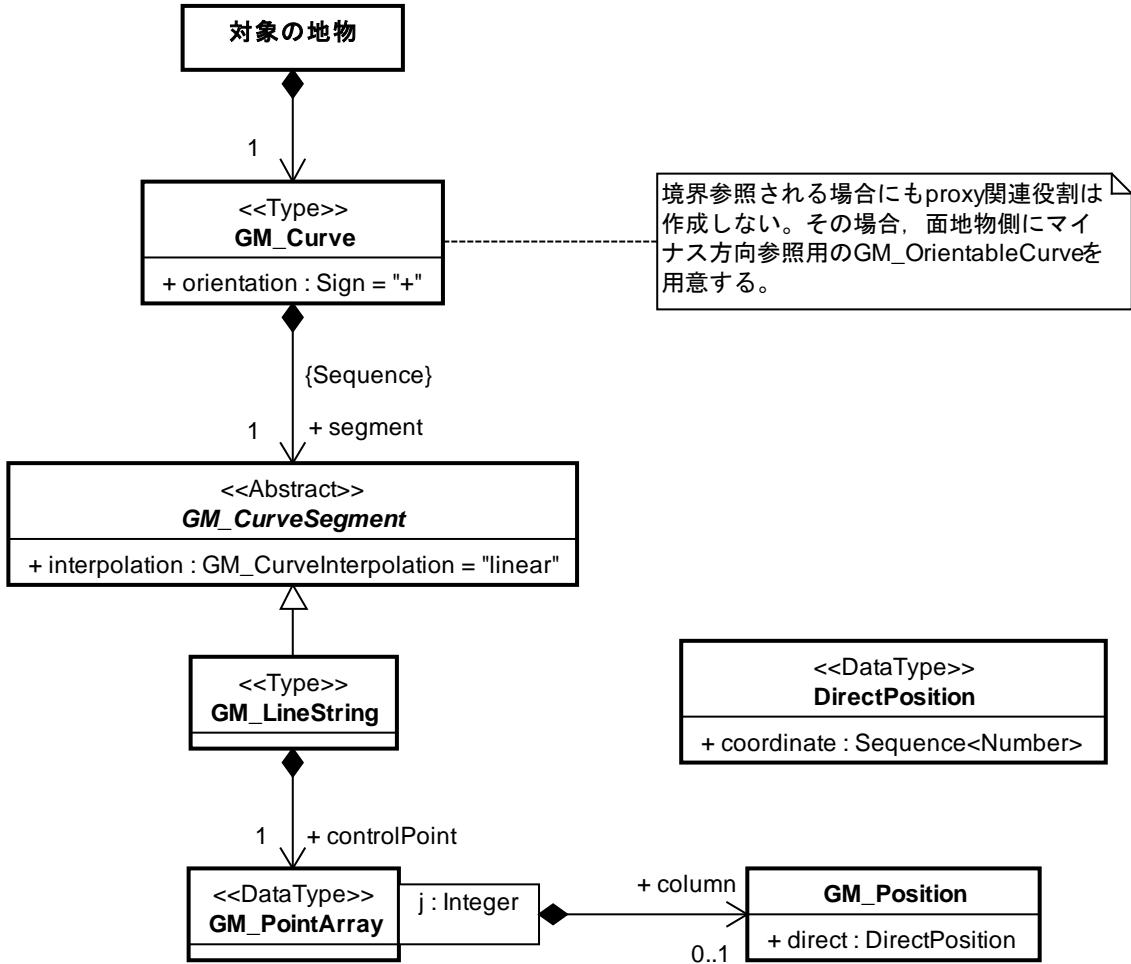 対象の地物
1
<<Type>>
GM_Curve
+ orientation : Sign = "+"
境界参照される場合にもproxy関連役割は
作成しない。その場合，面地物側にマイ
ナス方向参照用のGM_OrientableCurveを
用意する。
{Sequence}
1
+ segment
<<Abstract>>
GM_CurveSegment
+ interpolation : GM_CurveInterpolation = "linear"
<<Type>>
GM_LineString
<<DataType>>
DirectPosition
+ coordinate : Sequence<Number>
1
+ controlPoint
<<DataType>>
GM_PointArray
j : Integer
+ column
0..1
GM_Position
+ direct : DirectPosition